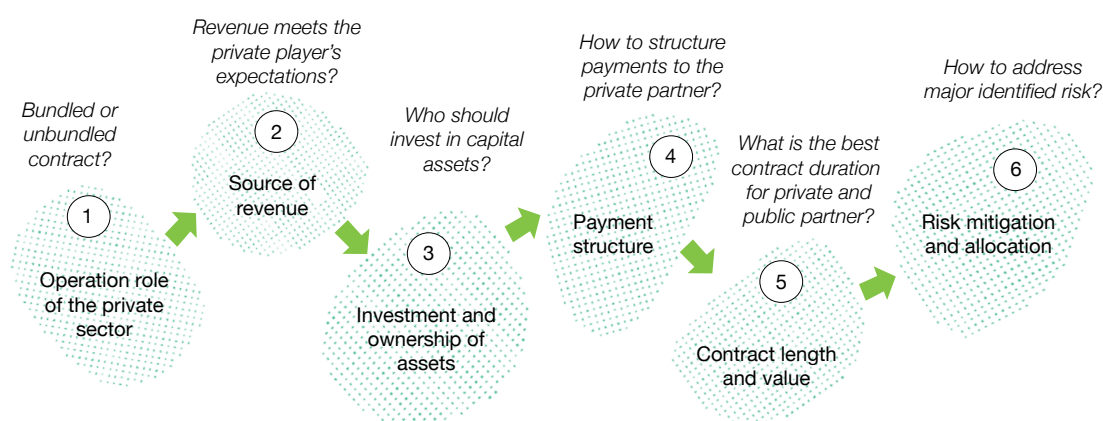 Bundled or
unbundled
contract?
1
Operation role
of the private
sector
Revenue meets the
private player's
expectations?
2
Source of
revenue
Who should
invest in capital
assets?
3
Investment and
ownership of
assets
How to structure
payments to the
private partner?
4
Payment
structure
What is the best
contract duration
for private and
public partner?
5
Contract length
and value
How to address
major identified risk?
6
Risk mitigation
and allocation